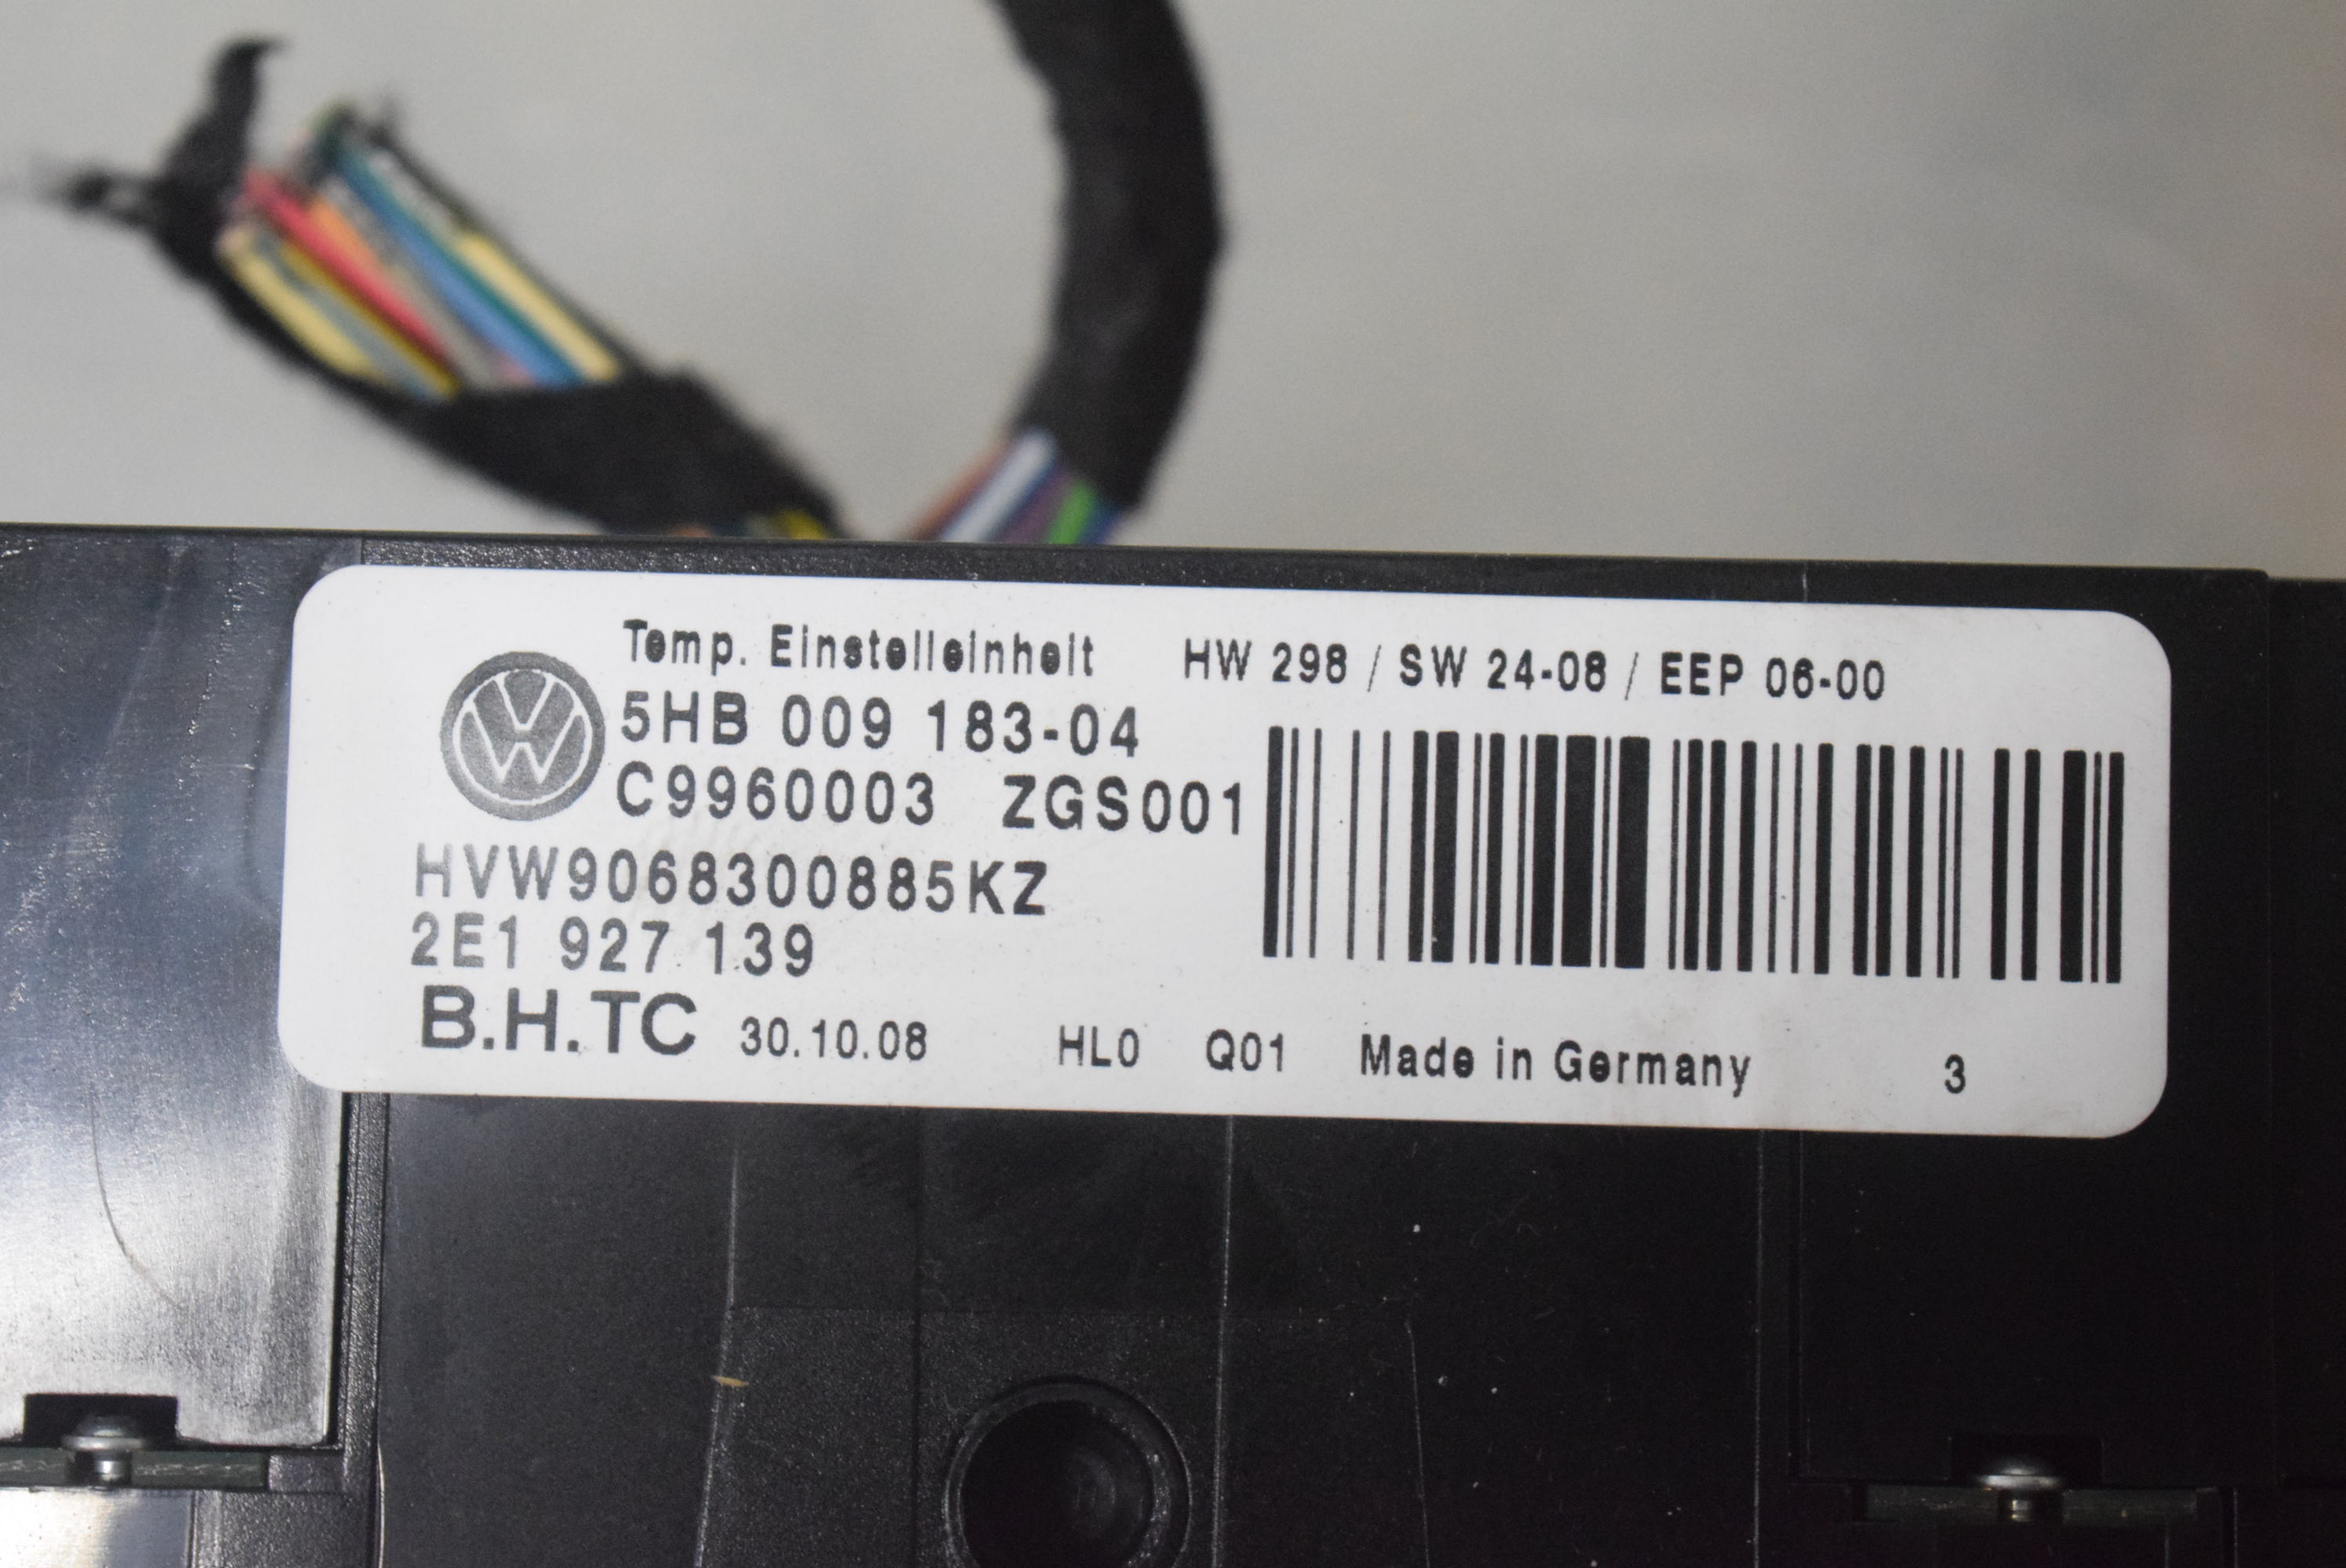 Temp. Einstelleinheit HW 298 / SW 24-08 / EEP 06-00
5HB 009 183-04
C9960003 ZGS001
HVW9068300885KZ
2E1 927 139
B.H.TC 30.10.08 HL0 Q01 Made in Germany 3